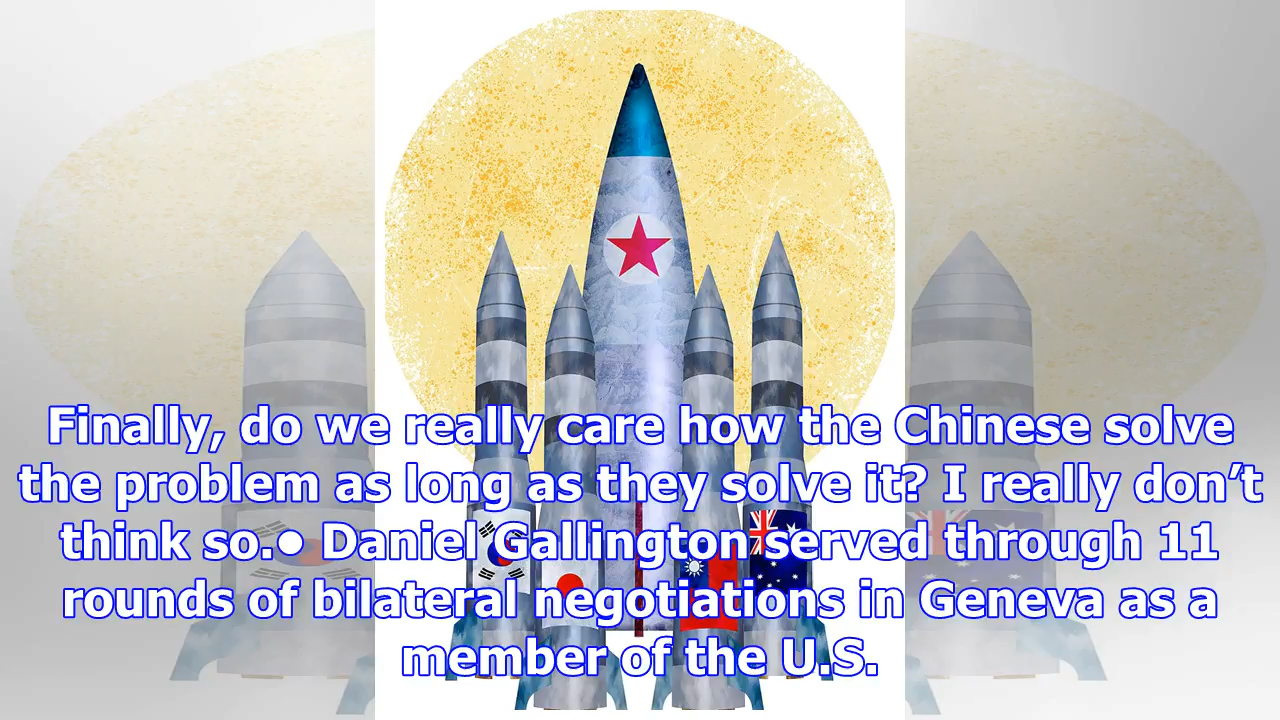 Finally, do we really care how the Chinese solve
the problem as long as they solve it? I really don’t
think so.● Daniel Gallington served through 11
rounds of bilateral negotiations in Geneva as a
member of the U.S.